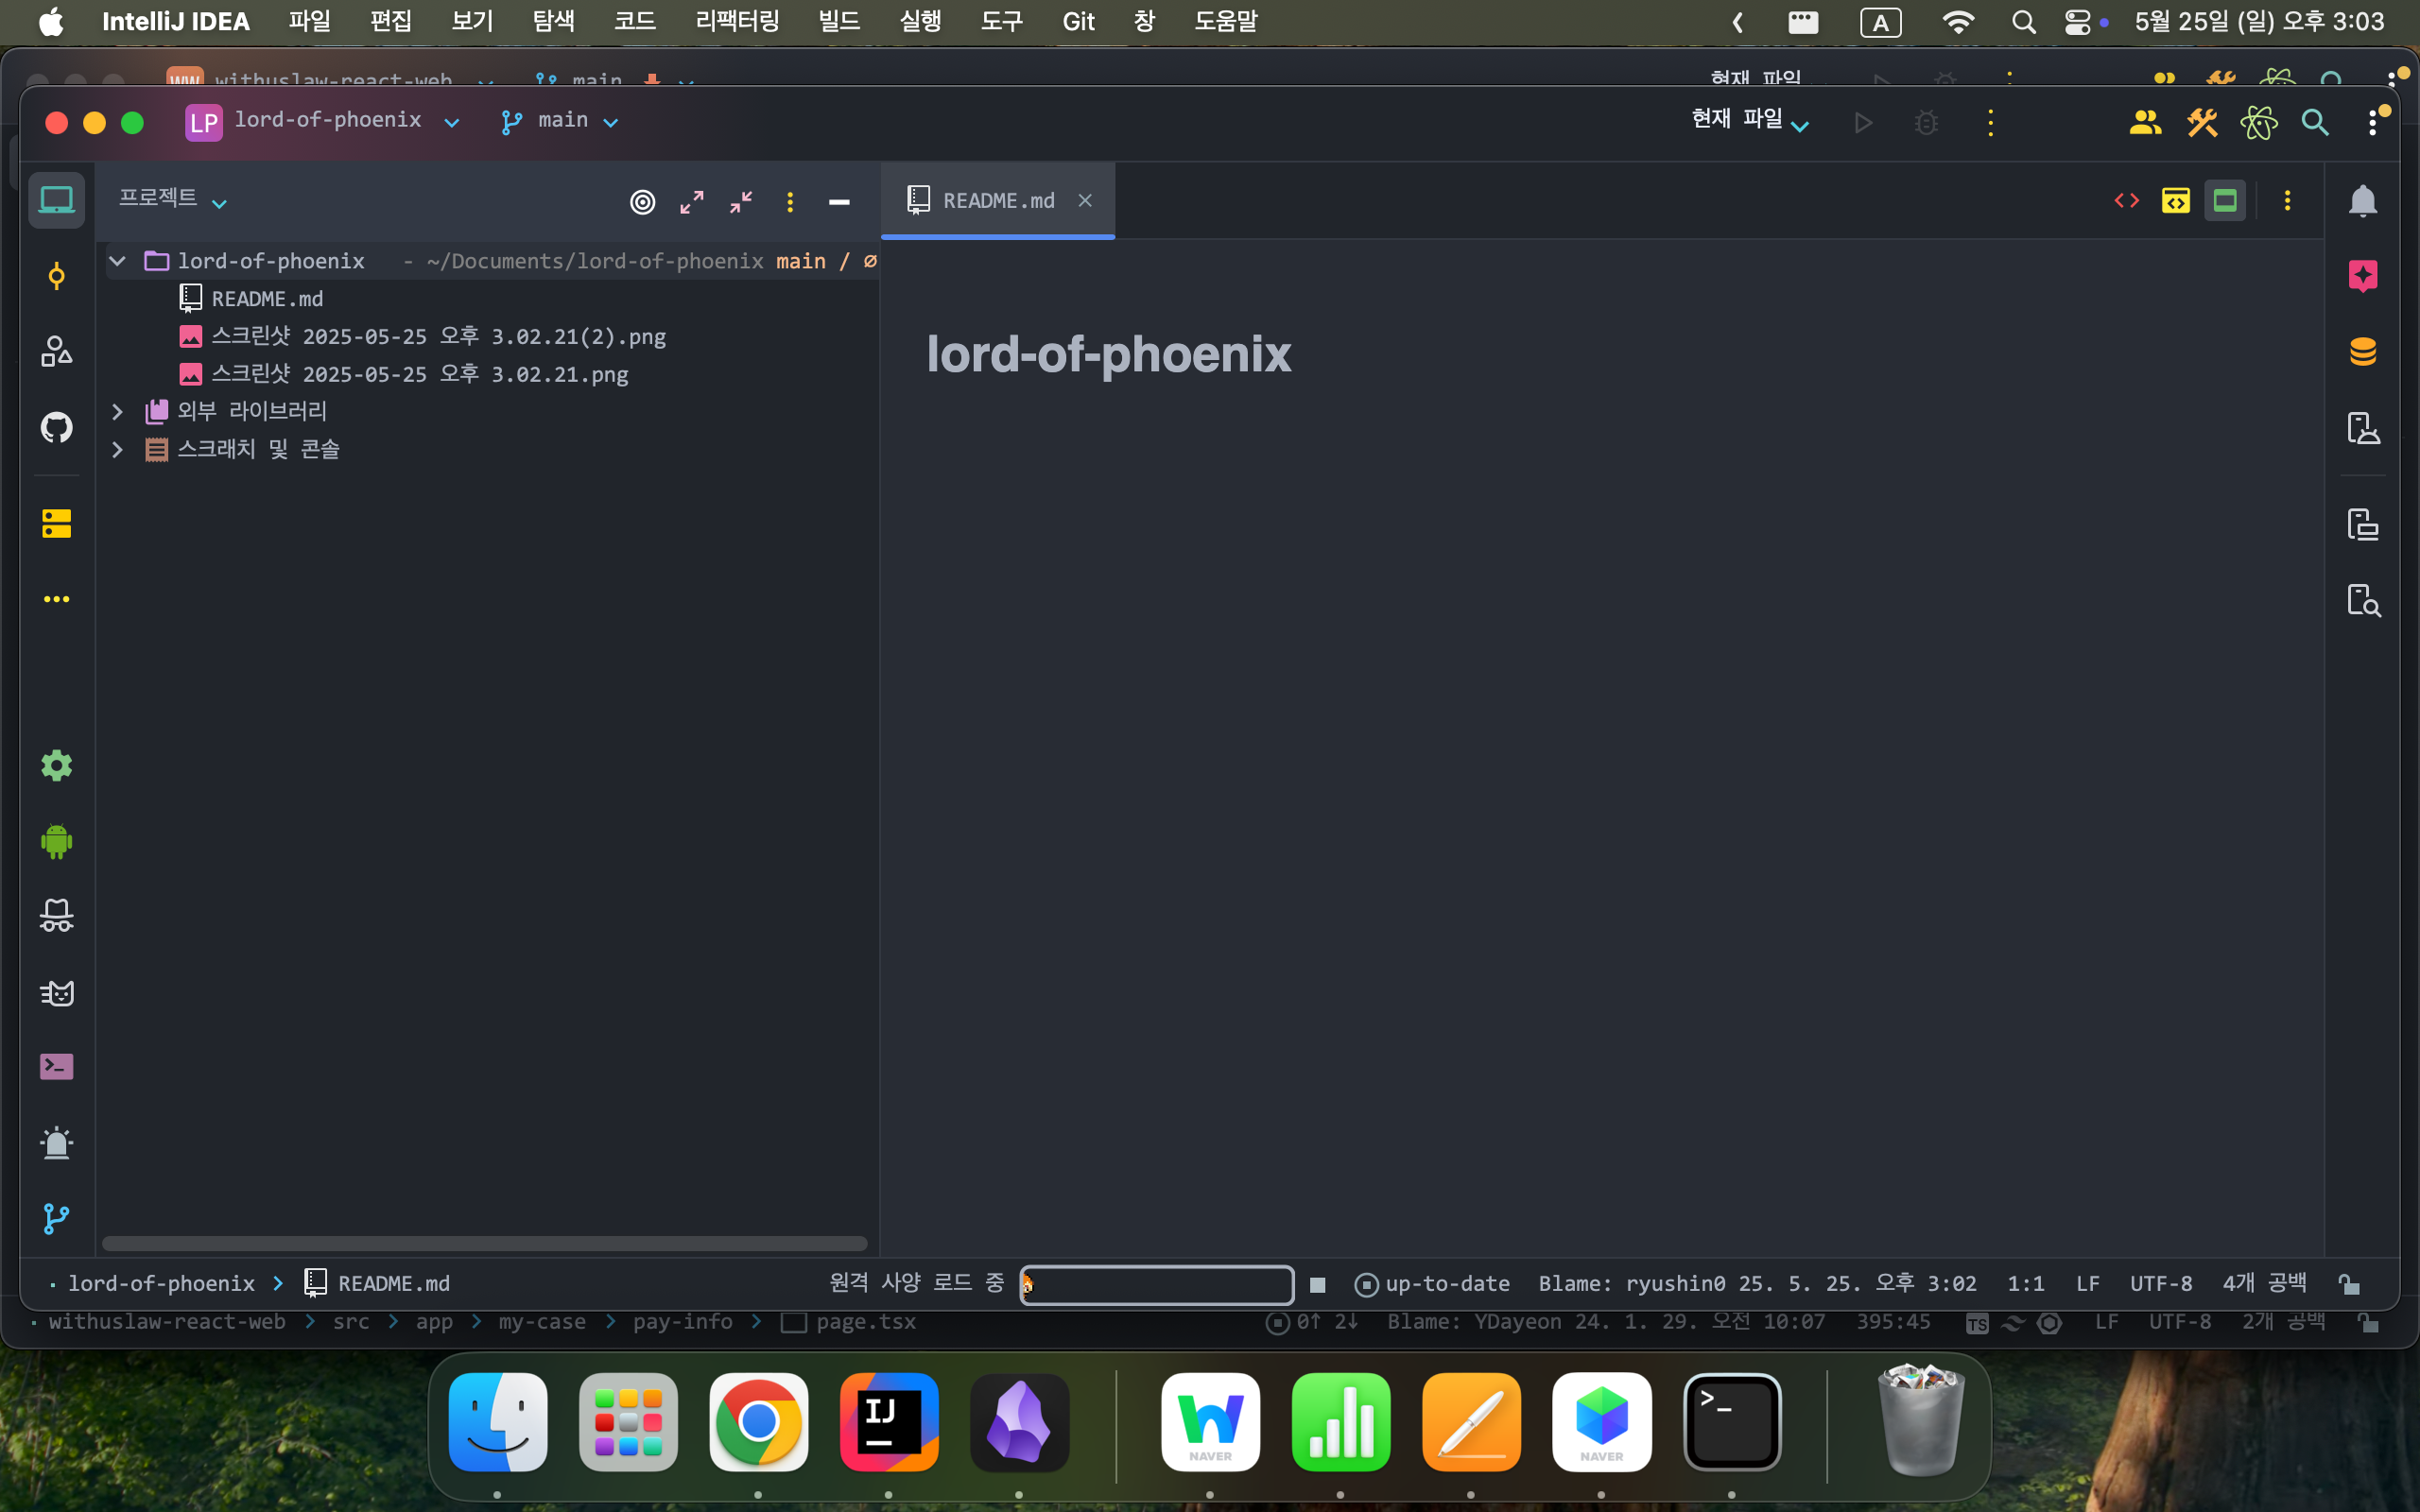 IntelliJ IDEA 파일 편집 보기 탐색 코드 리팩터링 빌드 실행 도구 Git 창 도움말 A 5월 25일 (일) 오후 3:03
WW withuslaw-react-web main 현재 파일
LP lord-of-phoenix main 현재 파일
프로젝트 README.md
lord-of-phoenix - ~/Documents/lord-of-phoenix main / ∅
README.md
스크린샷 2025-05-25 오후 3.02.21(2).png
스크린샷 2025-05-25 오후 3.02.21.png
외부 라이브러리
스크래치 및 콘솔
lord-of-phoenix
lord-of-phoenix README.md 원격 사양 로드 중 up-to-date Blame: ryushin0 25. 5. 25. 오후 3:02 1:1 LF UTF-8 4개 공백
withuslaw-react-web src app my-case pay-info page.tsx 0↑ 2↓ Blame: YDayeon 24. 1. 29. 오전 10:07 395:45 TS LF UTF-8 2개 공백
IJ
NAVER
NAVER
>_